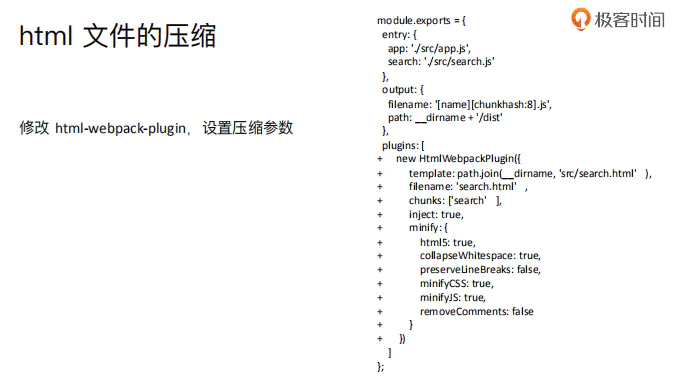 html 文件的压缩
极客时间
修改 html-webpack-plugin，设置压缩参数
module.exports = {
entry: {
app: './src/app.js',
search: './src/search.js'
},
output: {
filename: '[name][chunkhash:8].js',
path: __dirname + '/dist'
},
plugins: [
+ new HtmlWebpackPlugin({
+ template: path.join(__dirname, 'src/search.html' ),
+ filename: 'search.html' ,
+ chunks: ['search' ],
+ inject: true,
+ minify: {
+ html5: true,
+ collapseWhitespace: true,
+ preserveLineBreaks: false,
+ minifyCSS: true,
+ minifyJS: true,
+ removeComments: false
+ }
+ })
]
};